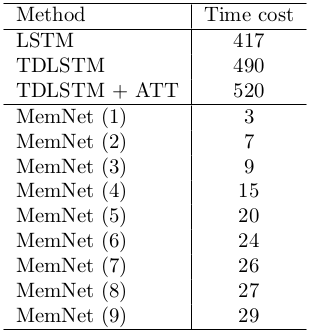 Method Time cost
LSTM 417
TDLSTM 490
TDLSTM + ATT 520
MemNet (1) 3
MemNet (2) 7
MemNet (3) 9
MemNet (4) 15
MemNet (5) 20
MemNet (6) 24
MemNet (7) 26
MemNet (8) 27
MemNet (9) 29